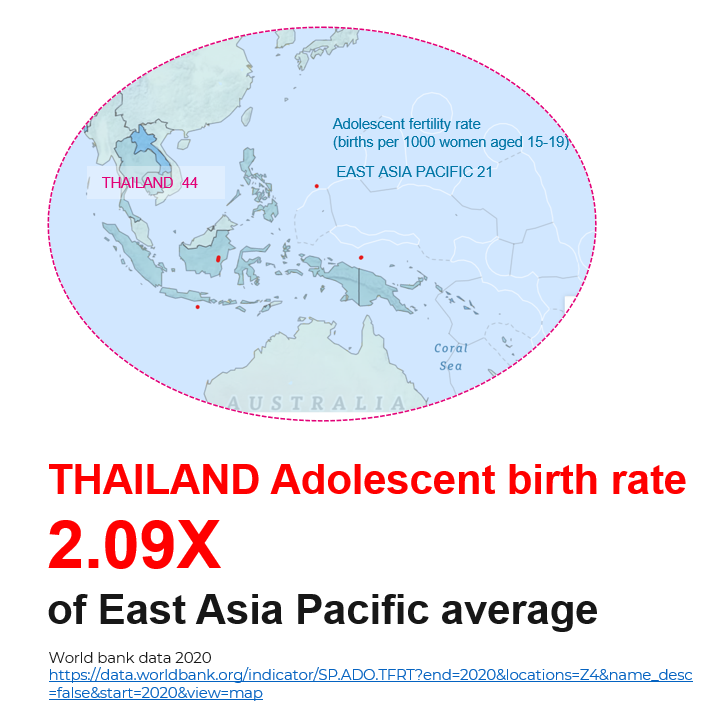 Adolescent fertility rate
(births per 1000 women aged 15-19)
EAST ASIA PACIFIC 21
THAILAND 44
Coral
Sea
AUSTRALIA
THAILAND Adolescent birth rate
2.09X
of East Asia Pacific average
World bank data 2020
https://data.worldbank.org/indicator/SP.ADO.TFRT?end=2020&locations=Z4&name_desc
=false&start=2020&view=map